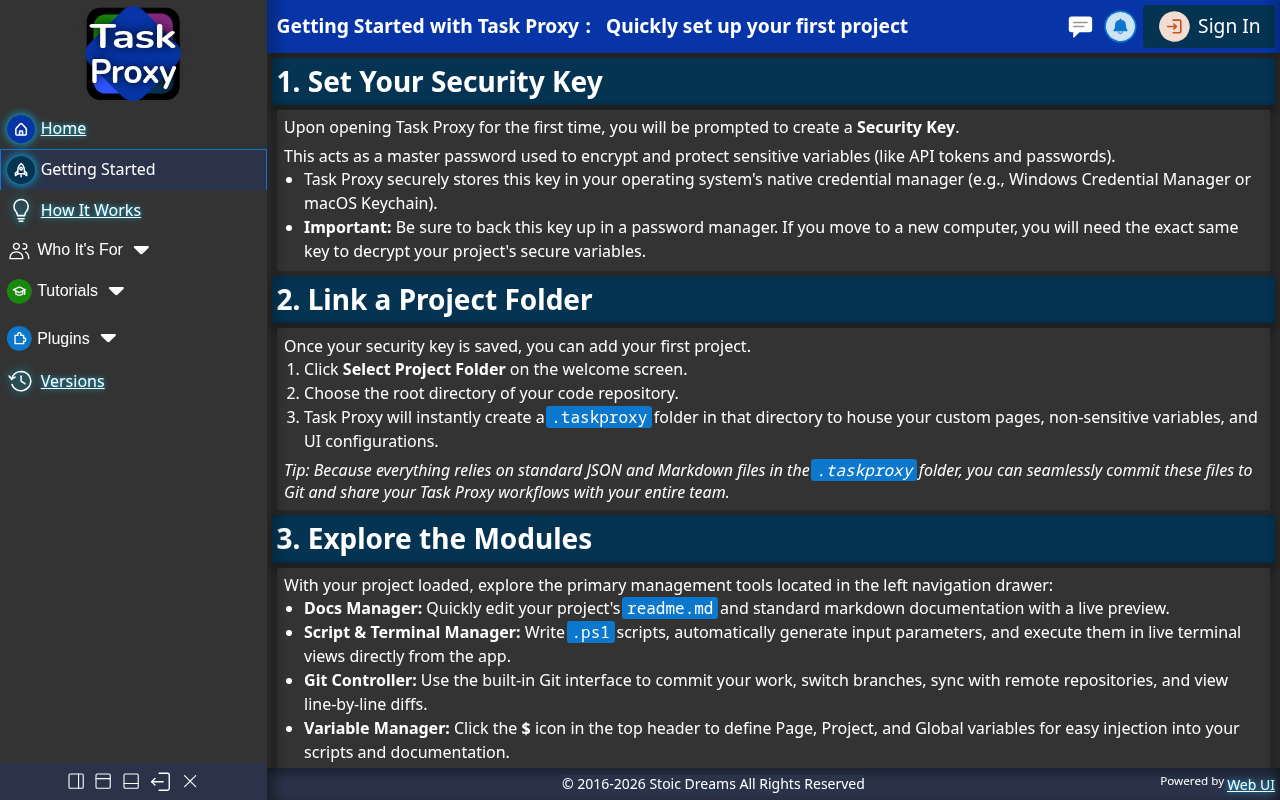 Task
Proxy
Home
Getting Started
How It Works
Who It's For
Tutorials
Plugins
Versions
Getting Started with Task Proxy : Quickly set up your first project
Sign In
1. Set Your Security Key
Upon opening Task Proxy for the first time, you will be prompted to create a Security Key.
This acts as a master password used to encrypt and protect sensitive variables (like API tokens and passwords).
• Task Proxy securely stores this key in your operating system's native credential manager (e.g., Windows Credential Manager or
macOS Keychain).
• Important: Be sure to back this key up in a password manager. If you move to a new computer, you will need the exact same
key to decrypt your project's secure variables.
2. Link a Project Folder
Once your security key is saved, you can add your first project.
1. Click Select Project Folder on the welcome screen.
2. Choose the root directory of your code repository.
3. Task Proxy will instantly create a .taskproxy folder in that directory to house your custom pages, non-sensitive variables, and
UI configurations.
Tip: Because everything relies on standard JSON and Markdown files in the .taskproxy folder, you can seamlessly commit these files to
Git and share your Task Proxy workflows with your entire team.
3. Explore the Modules
With your project loaded, explore the primary management tools located in the left navigation drawer:
• Docs Manager: Quickly edit your project's readme.md and standard markdown documentation with a live preview.
• Script & Terminal Manager: Write .ps1 scripts, automatically generate input parameters, and execute them in live terminal
views directly from the app.
• Git Controller: Use the built-in Git interface to commit your work, switch branches, sync with remote repositories, and view
line-by-line diffs.
• Variable Manager: Click the $ icon in the top header to define Page, Project, and Global variables for easy injection into your
scripts and documentation.
© 2016-2026 Stoic Dreams All Rights Reserved
Powered by Web UI